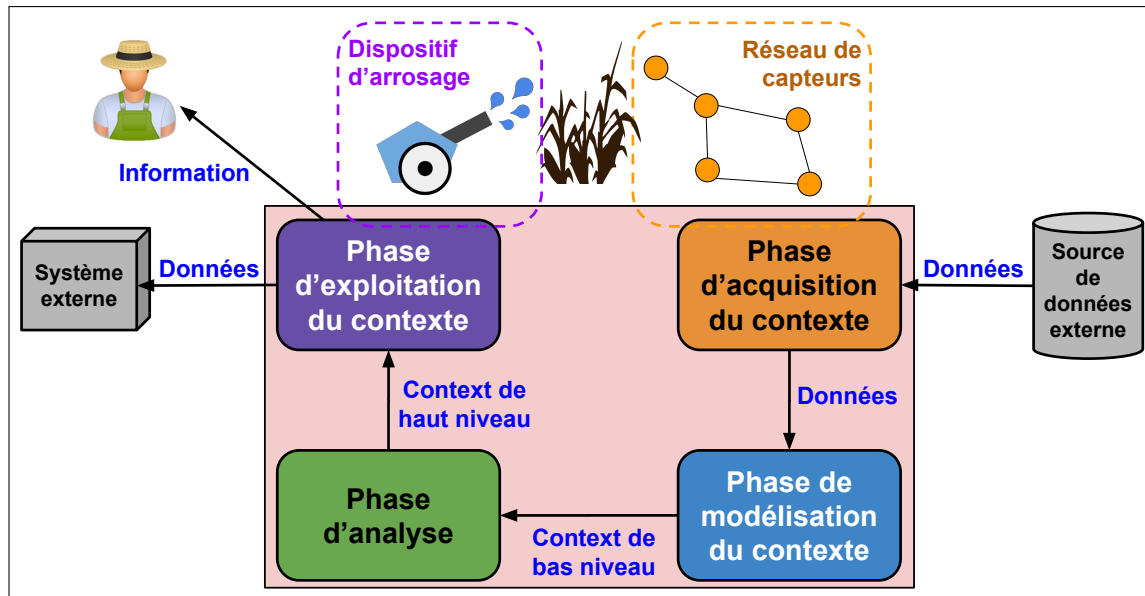 Dispositif
d'arrosage
Réseau de
capteurs
Information
Système
externe
Données
Phase
d'exploitation
du contexte
Phase
d'acquisition
du contexte
Données
Source
de
données
externe
Context de
haut niveau
Données
Phase
d'analyse
Context de
bas niveau
Phase de
modélisation
du contexte